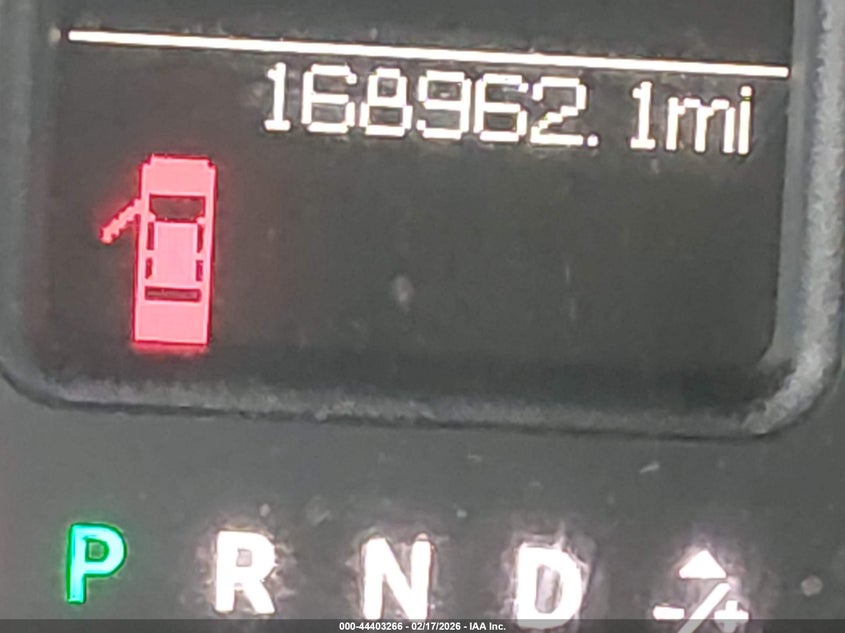 168962.1mi
P R N D -/+
000-44403266 - 02/17/2026 - IAA Inc.